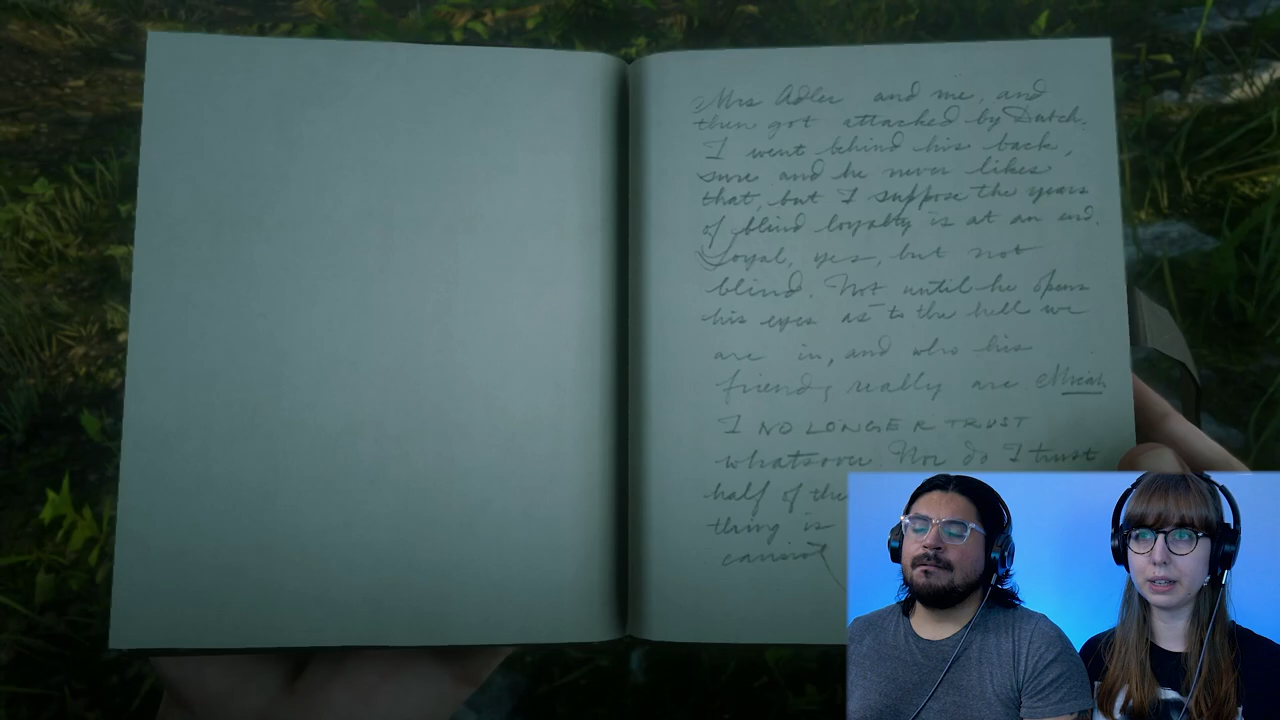 Mrs Adler and me, and
then got attacked by Dutch.
I went behind his back,
sure and he never likes
that, but I suppose the years
of blind loyalty is at an end.
Loyal, yes, but not
blind. Not until he opens
his eyes as to the hell we
are in, and who his
friends really are Micah
I NO LONGER TRUST
whatsoever. Nor do I trust
half of the
thing is
cannot